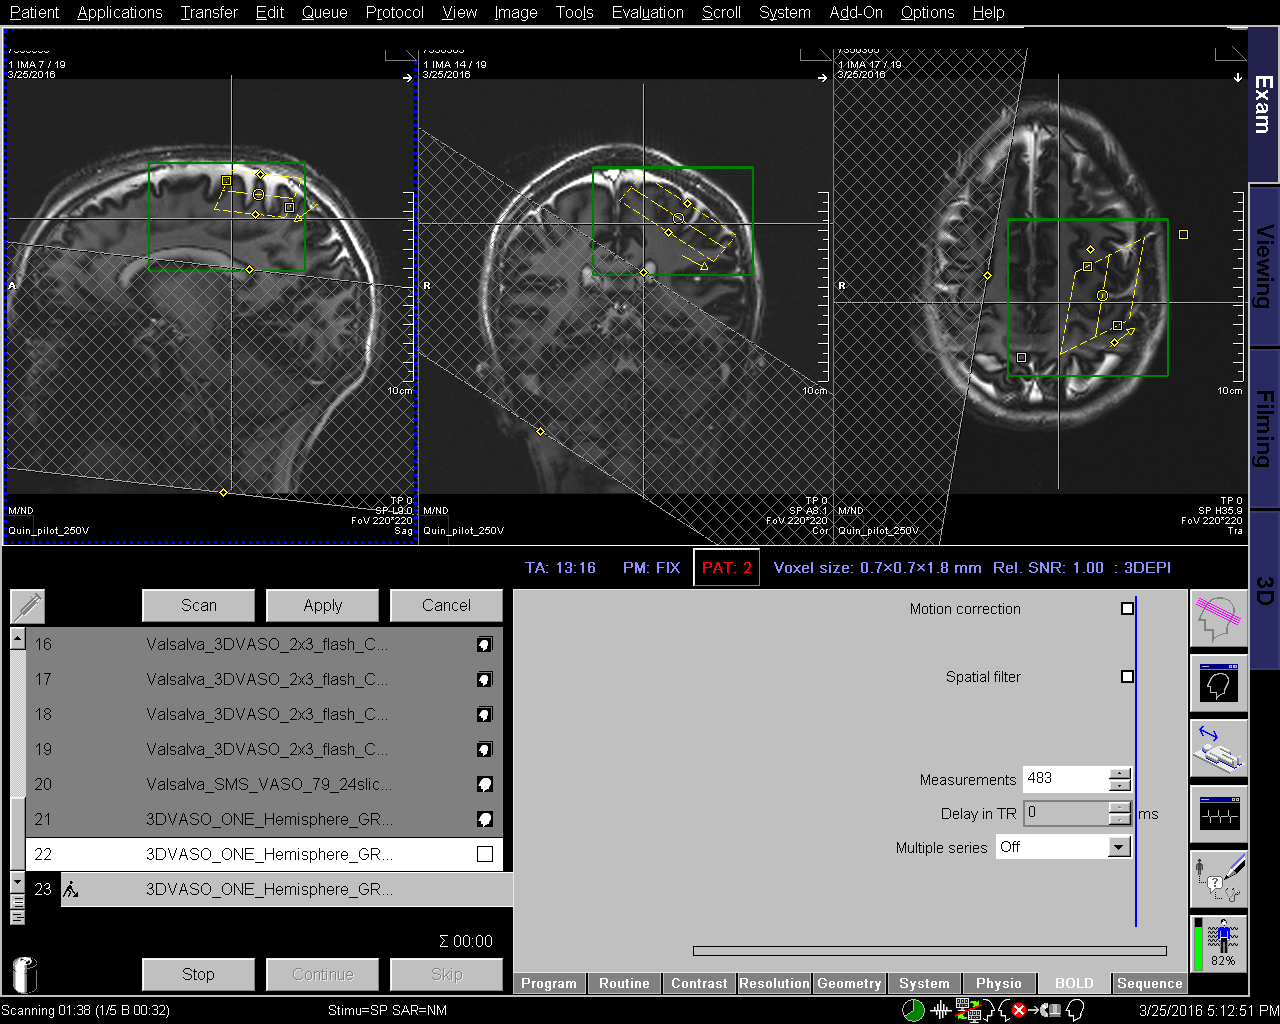 Patient Applications Transfer Edit Queue Protocol View Image Tools Evaluation Scroll System Add-On Options Help
1 IMA 7 / 19
3/25/2016
1 IMA 14 / 19
3/25/2016
1 IMA 17 / 19
3/25/2016
A
R
R
10cm
10cm
10cm
TP 0
SP L9.0
FoV 220*220
Sag
M/ND
Quin_pilot_250V
TP 0
SP A8.1
FoV 220*220
Cor
M/ND
Quin_pilot_250V
TP 0
SP H35.9
FoV 220*220
Tra
M/ND
Quin_pilot_250V
Exam
Viewing
Filming
3D
TA: 13:16 PM: FIX PAT: 2 Voxel size: 0.7×0.7×1.8 mm Rel. SNR: 1.00 : 3DEPI
Scan Apply Cancel
16 Valsalva_3DVASO_2x3_flash_C...
17 Valsalva_3DVASO_2x3_flash_C...
18 Valsalva_3DVASO_2x3_flash_C...
19 Valsalva_3DVASO_2x3_flash_C...
20 Valsalva_SMS_VASO_79_24slic...
21 3DVASO_ONE_Hemisphere_GR...
22 3DVASO_ONE_Hemisphere_GR...
23 3DVASO_ONE_Hemisphere_GR...
Σ 00:00
Stop Continue Skip
Motion correction
Spatial filter
Measurements 483
Delay in TR 0 ms
Multiple series Off
Program Routine Contrast Resolution Geometry System Physio BOLD Sequence
82%
Scanning 01:38 (1/5 B 00:32) Stimu=SP SAR=NM 3/25/2016 5:12:51 PM